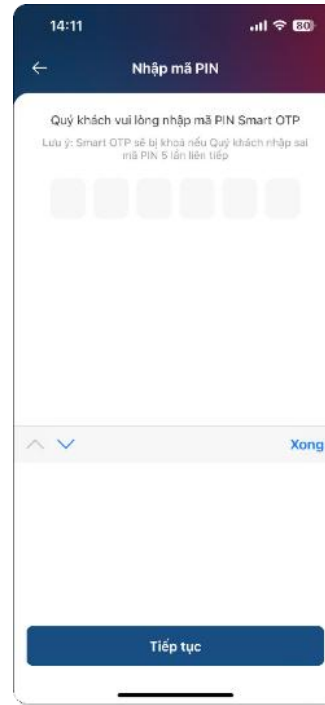 14:11
80
Nhập mã PIN
Quý khách vui lòng nhập mã PIN Smart OTP
Lưu ý: Smart OTP sẽ bị khoá nếu Quý khách nhập sai
mã PIN 5 lần liên tiếp
Xong
Tiếp tục